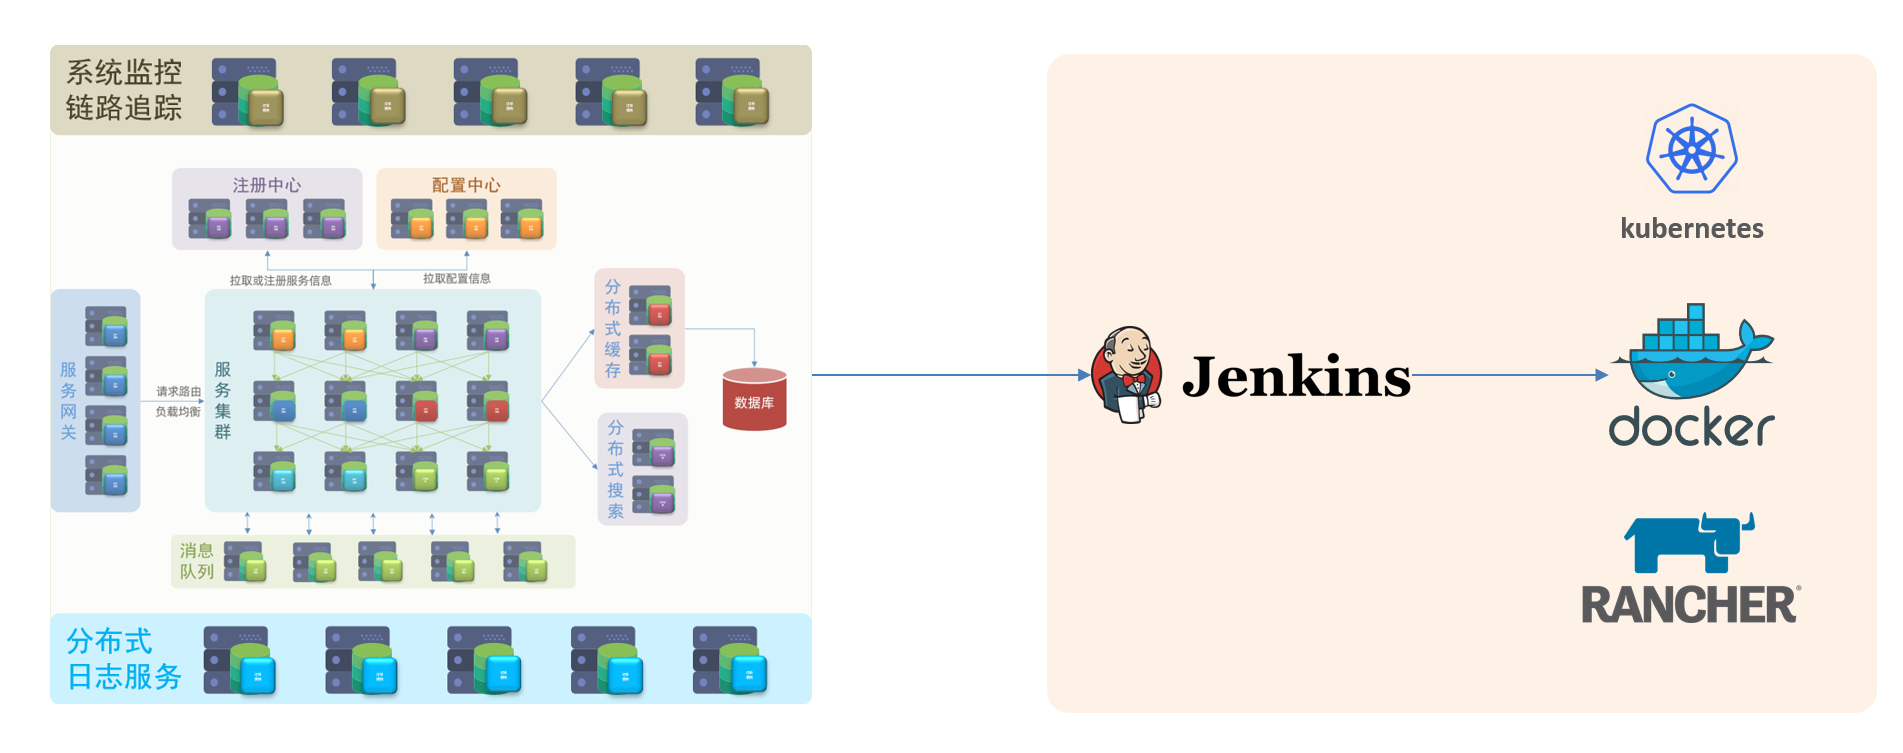 系统监控
链路追踪
注册中心
配置中心
拉取或注册服务信息
拉取配置信息
服务网关
请求路由
负载均衡
服务集群
分布式缓存
数据库
分布式搜索
消息
队列
分布式
日志服务
Jenkins
kubernetes
docker
RANCHER®